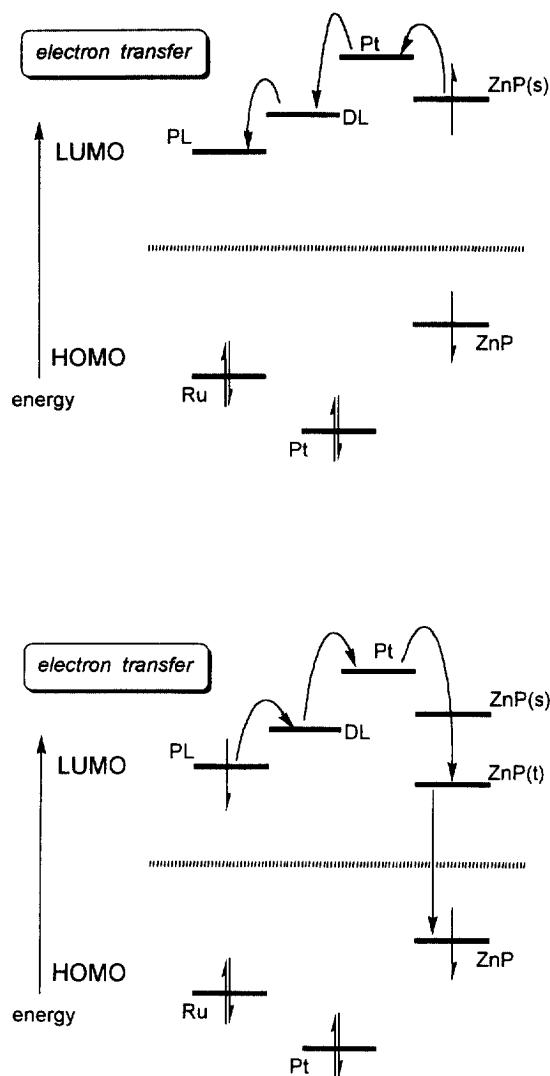 electron transfer
Pt
ZnP(s)
DL
PL
LUMO
ZnP
HOMO
Ru
energy
Pt
electron transfer
Pt
ZnP(s)
DL
PL
LUMO
ZnP(t)
ZnP
HOMO
Ru
energy
Pt